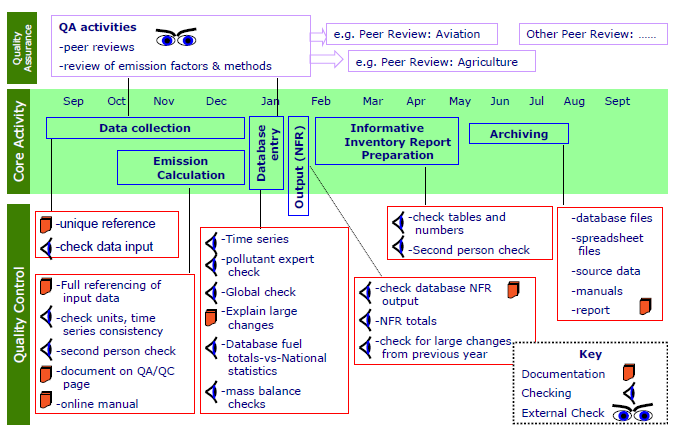 Quality
Assurance
QA activities
-peer reviews
-review of emission factors & methods
e.g. Peer Review: Aviation
Other Peer Review: ......
e.g. Peer Review: Agriculture
Core Activity
Sep Oct Nov Dec Jan Feb Mar Apr May Jun Jul Aug Sept
Data collection
Emission
Calculation
Database
entry
Output (NFR)
Informative
Inventory Report
Preparation
Archiving
Quality Control
-unique reference
-check data input
-Full referencing of
input data
-check units, time
series consistency
-second person check
-document on QA/QC
page
-online manual
-Time series
-pollutant expert
check
-Global check
-Explain large
changes
-Database fuel
totals-vs-National
statistics
-mass balance
checks
-check tables and
numbers
-Second person check
-check database NFR
output
-NFR totals
-check for large changes
from previous year
-database files
-spreadsheet
files
-source data
-manuals
-report
Key
Documentation
Checking
External Check